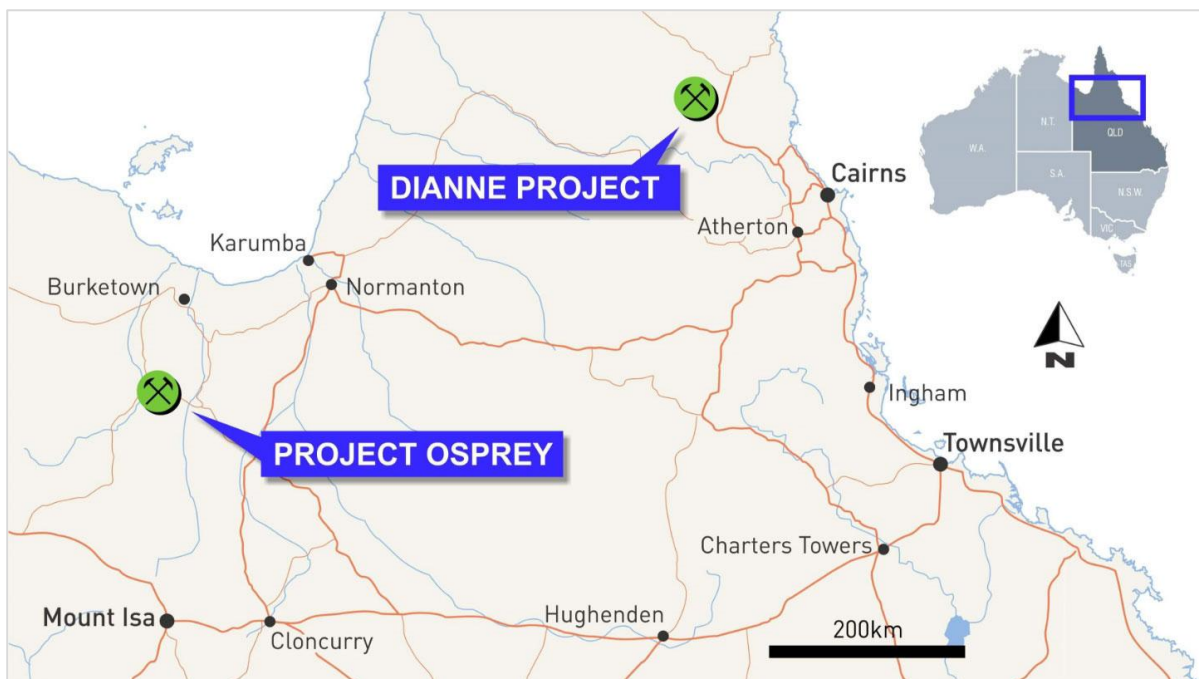 DIANNE PROJECT
Cairns
Atherton
Karumba
Burketown
Normanton
Ingham
PROJECT OSPREY
Townsville
Charters Towers
Mount Isa
Cloncurry
Hughenden
200km
N.T.
QLD
W.A.
S.A.
N.S.W.
VIC
TAS
N